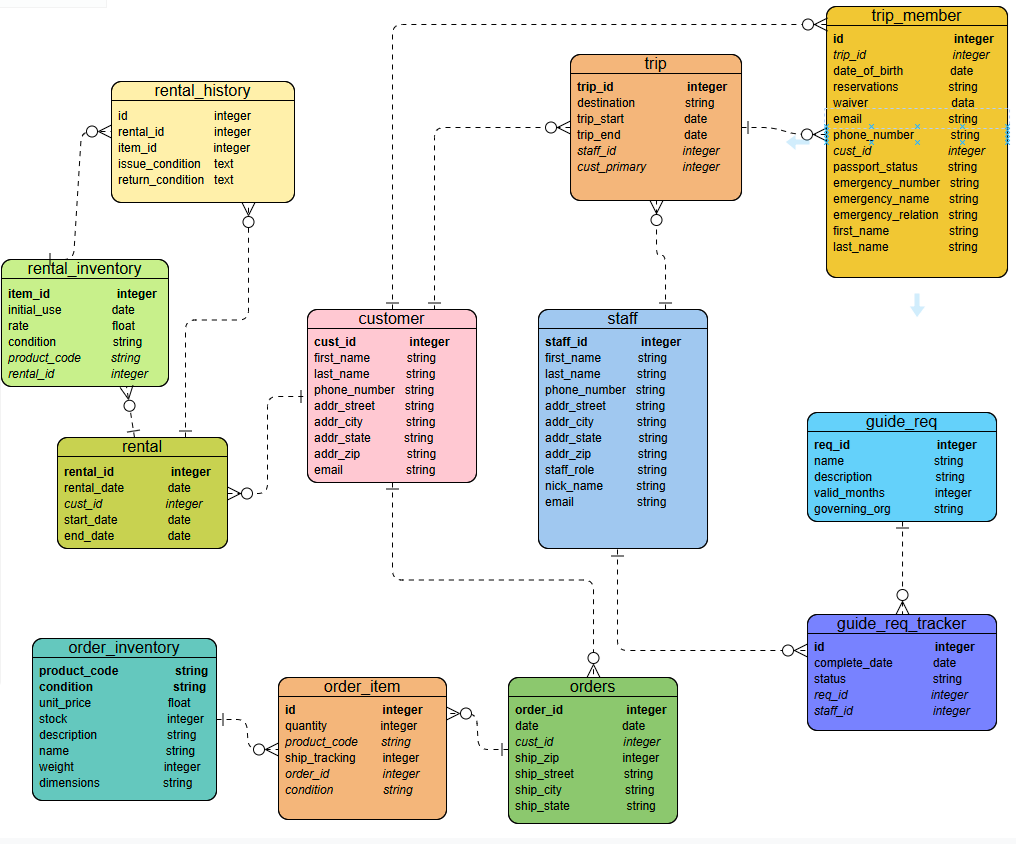 trip_member
id integer
trip_id integer
date_of_birth date
reservations string
waiver data
email string
phone_number string
cust_id integer
passport_status string
emergency_number string
emergency_name string
emergency_relation string
first_name string
last_name string
trip
trip_id integer
destination string
trip_start date
trip_end date
staff_id integer
cust_primary integer
rental_history
id integer
rental_id integer
item_id integer
issue_condition text
return_condition text
rental_inventory
item_id integer
initial_use date
rate float
condition string
product_code string
rental_id integer
customer
cust_id integer
first_name string
last_name string
phone_number string
addr_street string
addr_city string
addr_state string
addr_zip string
email string
staff
staff_id integer
first_name string
last_name string
phone_number string
addr_street string
addr_city string
addr_state string
addr_zip string
staff_role string
nick_name string
email string
guide_req
req_id integer
name string
description string
valid_months integer
governing_org string
rental
rental_id integer
rental_date date
cust_id integer
start_date date
end_date date
guide_req_tracker
id integer
complete_date date
status string
req_id integer
staff_id integer
order_inventory
product_code string
condition string
unit_price float
stock integer
description string
name string
weight integer
dimensions string
order_item
id integer
quantity integer
product_code string
ship_tracking integer
order_id integer
condition string
orders
order_id integer
date date
cust_id integer
ship_zip integer
ship_street string
ship_city string
ship_state string